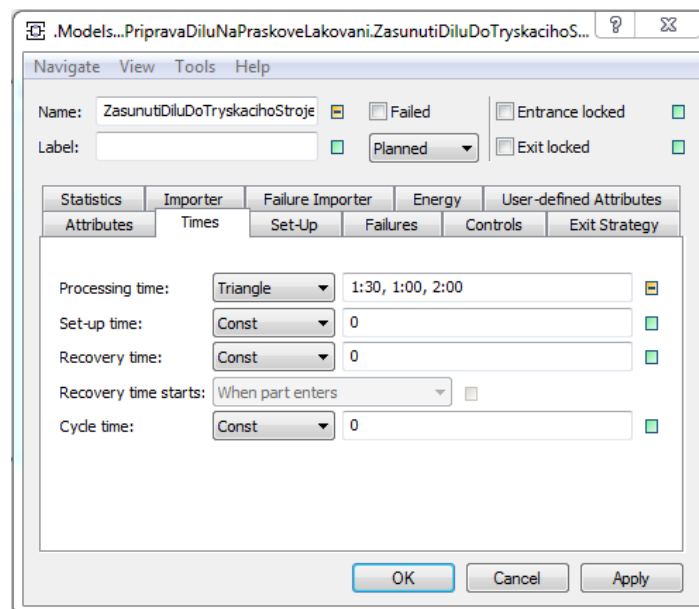 .Models...PripravaDiluNaPraskoveLakovani.ZasunutiDiluDoTryskacihoS...
Navigate View Tools Help
Name: ZasunutiDiluDoTryskacihoStroje Failed Entrance locked
Label: Planned Exit locked
Statistics Importer Failure Importer Energy User-defined Attributes
Attributes Times Set-Up Failures Controls Exit Strategy
Processing time: Triangle 1:30, 1:00, 2:00
Set-up time: Const 0
Recovery time: Const 0
Recovery time starts: When part enters
Cycle time: Const 0
OK Cancel Apply